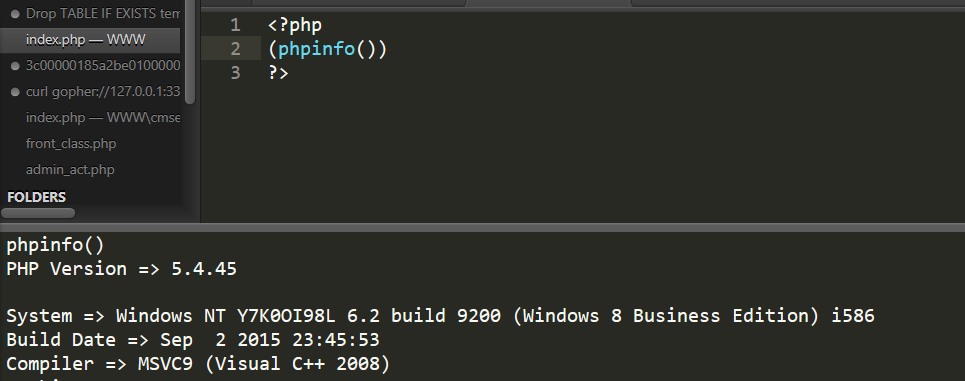 Drop TABLE IF EXISTS tem
index.php — WWW
3c00000185a2be0100000
curl gopher://127.0.0.1:33
index.php — WWW\cmse
front_class.php
admin_act.php
FOLDERS
1 <?php
2 (phpinfo())
3 ?>
phpinfo()
PHP Version => 5.4.45
System => Windows NT Y7K0OI98L 6.2 build 9200 (Windows 8 Business Edition) i586
Build Date => Sep  2 2015 23:45:53
Compiler => MSVC9 (Visual C++ 2008)